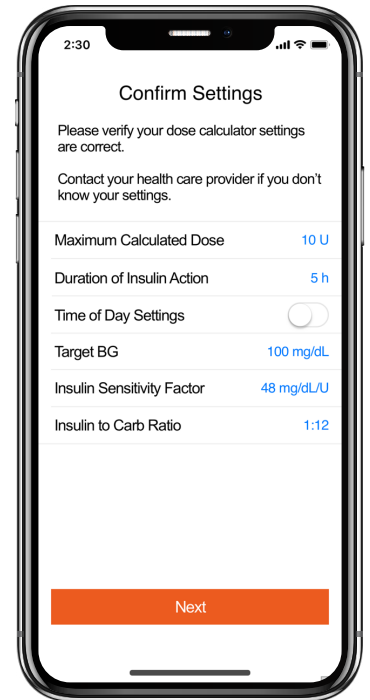 2:30
Confirm Settings
Please verify your dose calculator settings
are correct.
Contact your health care provider if you don't
know your settings.
Maximum Calculated Dose 10 U
Duration of Insulin Action 5 h
Time of Day Settings
Target BG 100 mg/dL
Insulin Sensitivity Factor 48 mg/dL/U
Insulin to Carb Ratio 1:12
Next